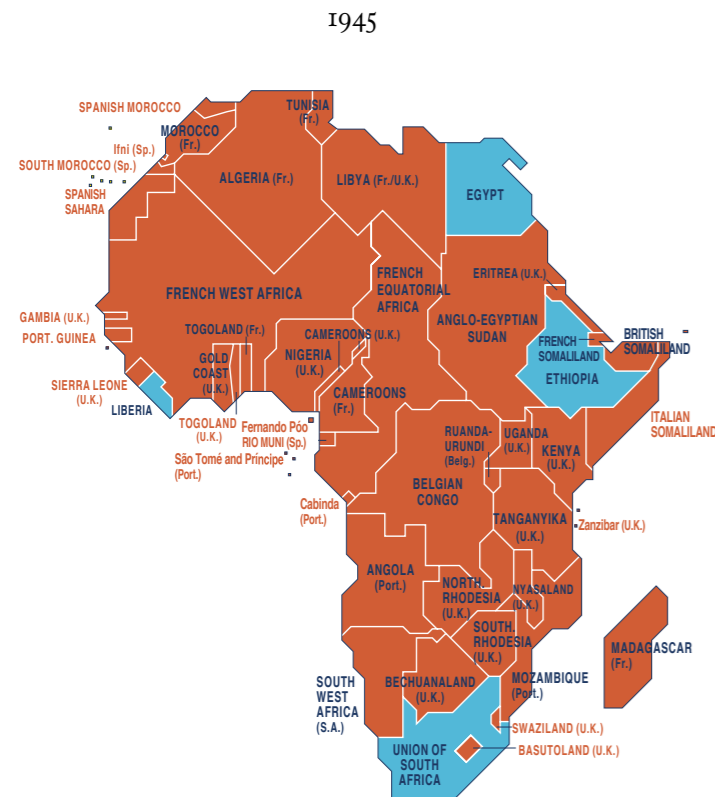 1945
SPANISH MOROCCO
TUNISIA
(Fr.)
MOROCCO
(Fr.)
Ifni (Sp.)
SOUTH MOROCCO (Sp.)
ALGERIA (Fr.)
LIBYA (Fr./U.K.)
EGYPT
SPANISH
SAHARA
FRENCH WEST AFRICA
FRENCH
EQUATORIAL
AFRICA
ERITREA (U.K.)
ANGLO-EGYPTIAN
SUDAN
GAMBIA (U.K.)
PORT. GUINEA
TOGOLAND (Fr.)
CAMEROONS (U.K.)
FRENCH
SOMALILAND
BRITISH
SOMALILAND
GOLD
COAST
(U.K.)
NIGERIA
(U.K.)
ETHIOPIA
SIERRA LEONE
(U.K.)
LIBERIA
CAMEROONS
(Fr.)
TOGOLAND
(U.K.)
Fernando Póo
RIO MUNI (Sp.)
ITALIAN
SOMALILAND
RUANDA-
URUNDI
(Belg.)
UGANDA
(U.K.)
KENYA
(U.K.)
São Tomé and Príncipe
(Port.)
BELGIAN
CONGO
Cabinda
(Port.)
TANGANYIKA
(U.K.)
Zanzibar (U.K.)
ANGOLA
(Port.)
NORTH.
RHODESIA
(U.K.)
NYASALAND
(U.K.)
SOUTH.
RHODESIA
(U.K.)
MADAGASCAR
(Fr.)
SOUTH
WEST
AFRICA
(S.A.)
BECHUANALAND
(U.K.)
MOZAMBIQUE
(Port.)
SWAZILAND (U.K.)
BASUTOLAND (U.K.)
UNION OF
SOUTH
AFRICA